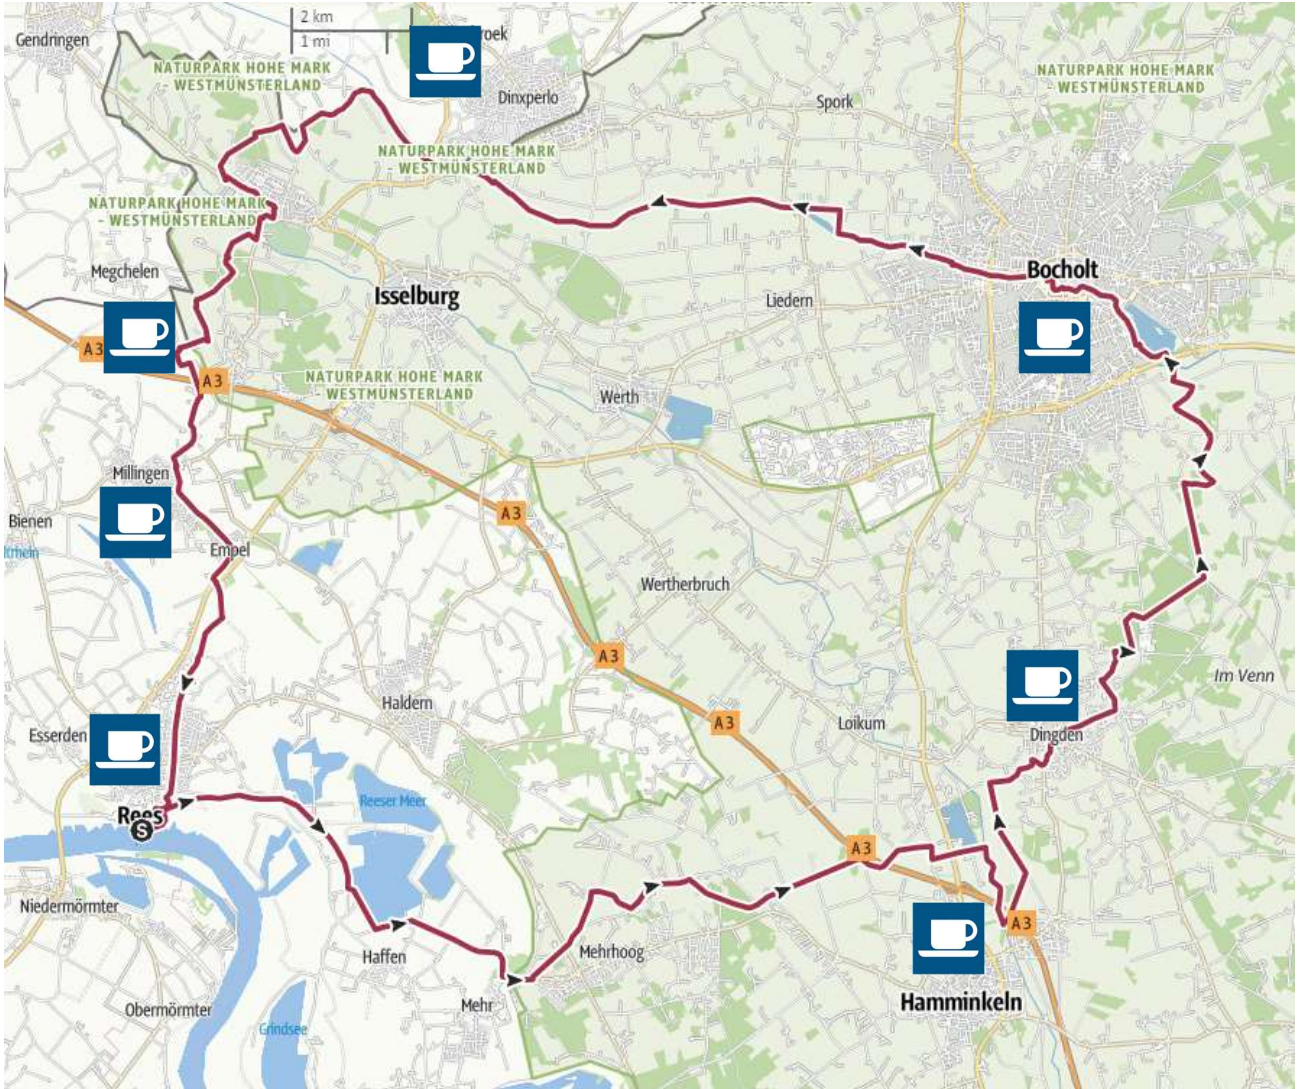 2 km
1 mi
Gendringen
roek
Dinxperlo
NATURPARK HOHE MARK
- WESTMÜNSTERLAND
Spork
NATURPARK HOHE MARK
- WESTMÜNSTERLAND
NATURPARK HOHE MARK
- WESTMÜNSTERLAND
NATURPARK HOHE MARK
- WESTMÜNSTERLAND
Megchelen
Isselburg
Liedern
Bocholt
A3
A3
NATURPARK HOHE MARK
- WESTMÜNSTERLAND
Werth
Millingen
Bienen
A3
Empel
Wertherbruch
A3
Im Venn
Haldern
A3
Loikum
Dingden
Esserden
Reeser Meer
Rees
S
A3
Niedermörmter
A3
Haffen
Mehrhoog
Mehr
Hamminkeln
Obermörmter
Grindsee